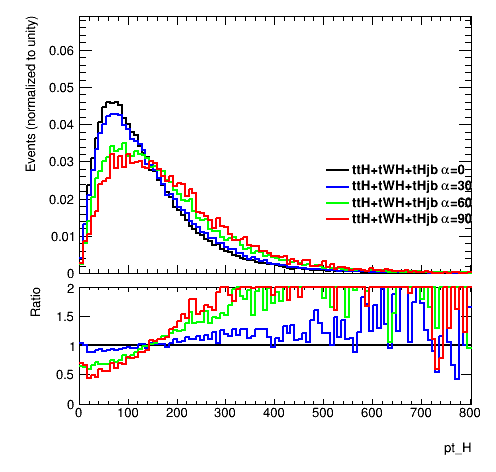 Events (normalized to unity)
0.06
0.05
0.04
0.03
0.02
0.01
0
ttH+tWH+tHjb α=0
ttH+tWH+tHjb α=30
ttH+tWH+tHjb α=60
ttH+tWH+tHjb α=90
Ratio
2
1.5
1
0.5
0
0 100 200 300 400 500 600 700 800
pt_H